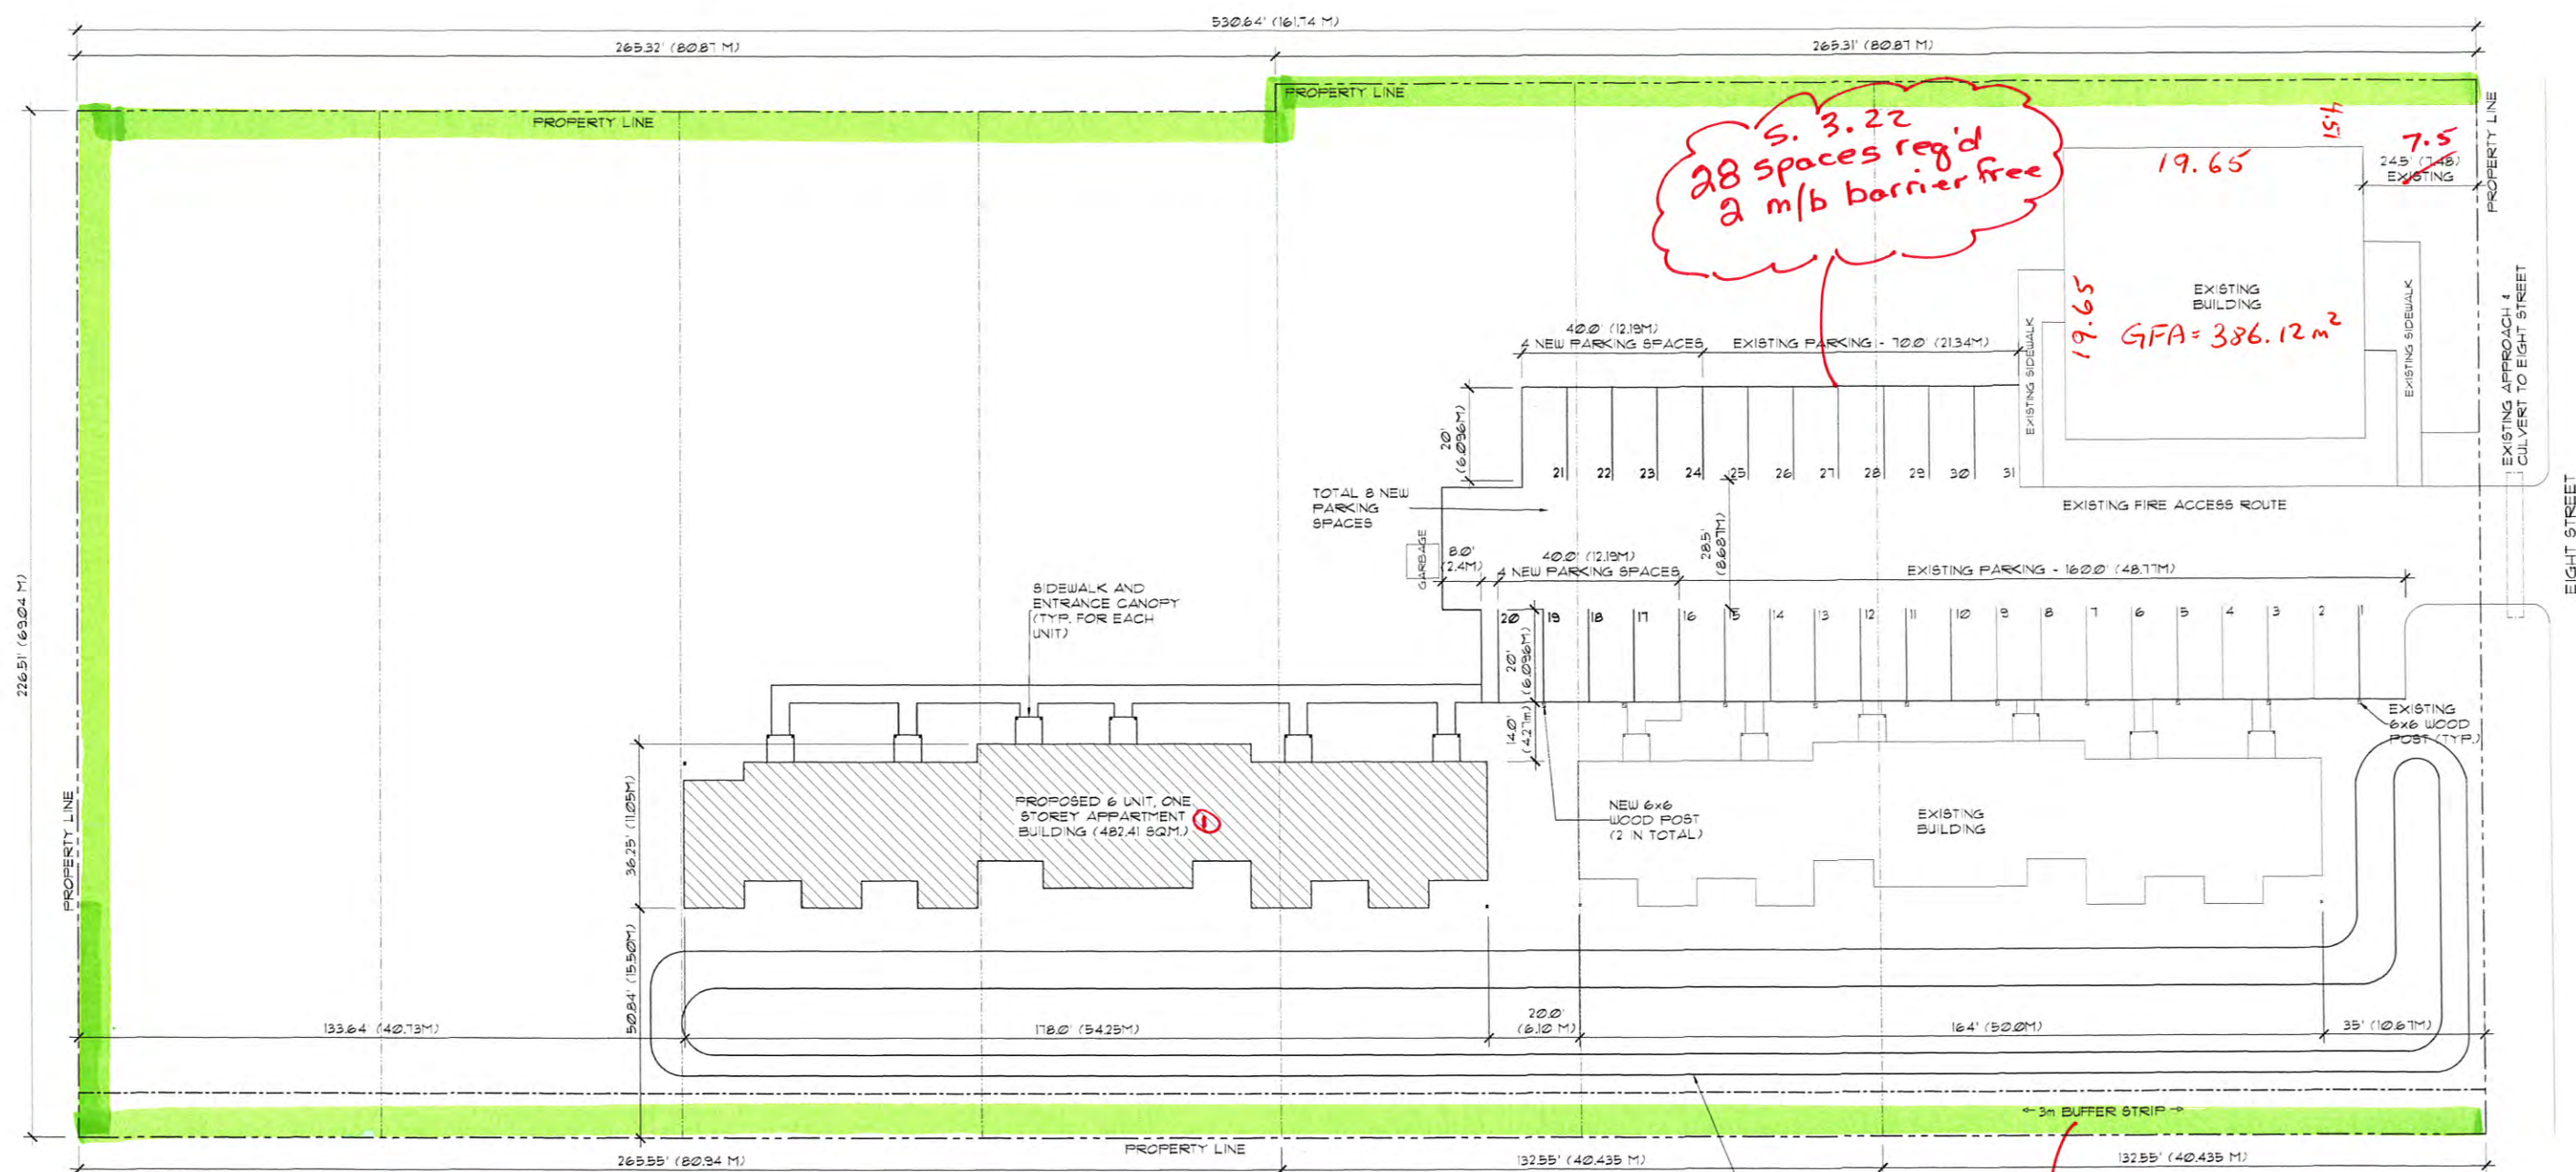 530.64' (161.74 M)
265.32' (80.87 M)
265.31' (80.87 M)
PROPERTY LINE
PROPERTY LINE
PROPERTY LINE
S. 3.22
28 spaces req'd
2 m/b barrier free
4.51
7.5
24.5' (7.48)
EXISTING
19.65
19.65
EXISTING
BUILDING
GFA = 386.12 m²
EXISTING SIDEWALK
EXISTING SIDEWALK
EXISTING APPROACH &
CULVERT TO EIGHT STREET
EIGHT STREET
40.0' (12.19M)
4 NEW PARKING SPACES
EXISTING PARKING - 70.0' (21.34M)
20'
(6.096M)
21 22 23 24 25 26 27 28 29 30 31
TOTAL 8 NEW
PARKING
SPACES
EXISTING FIRE ACCESS ROUTE
GARBAGE
8.0'
(2.4M)
40.0' (12.19M)
4 NEW PARKING SPACES
28.5'
(8.687M)
EXISTING PARKING - 160.0' (48.77M)
20 19 18 17 16 15 14 13 12 11 10 9 8 7 6 5 4 3 2 1
226.51' (69.04 M)
SIDEWALK AND
ENTRANCE CANOPY
(TYP. FOR EACH
UNIT)
20'
(6.096M)
14.0'
(4.27m)
EXISTING
6x6 WOOD
POST (TYP.)
PROPERTY LINE
36.25' (11.05M)
PROPOSED 6 UNIT, ONE
STOREY APPARTMENT
BUILDING (482.41 SQ.M.) 1
NEW 6x6
WOOD POST
(2 IN TOTAL)
EXISTING
BUILDING
50.84' (15.50M)
133.64' (40.73M)
178.0' (54.25M)
20.0'
(6.10 M)
164' (50.0M)
35' (10.67M)
3m BUFFER STRIP
PROPERTY LINE
265.55' (80.94 M)
132.55' (40.435 M)
132.55' (40.435 M)